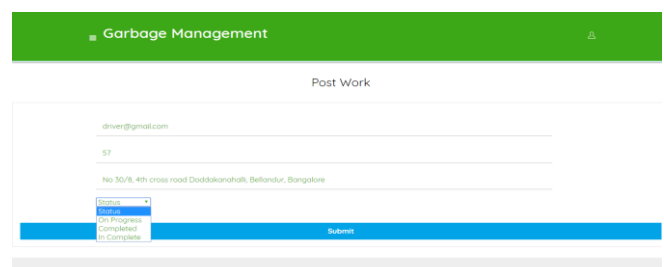 Garbage Management
Post Work
driver@gmail.com
57
No 30/8, 4th cross road Doddakanahalli, Bellandur, Bangalore
Status
Status
On Progress
Completed
In Complete
Submit